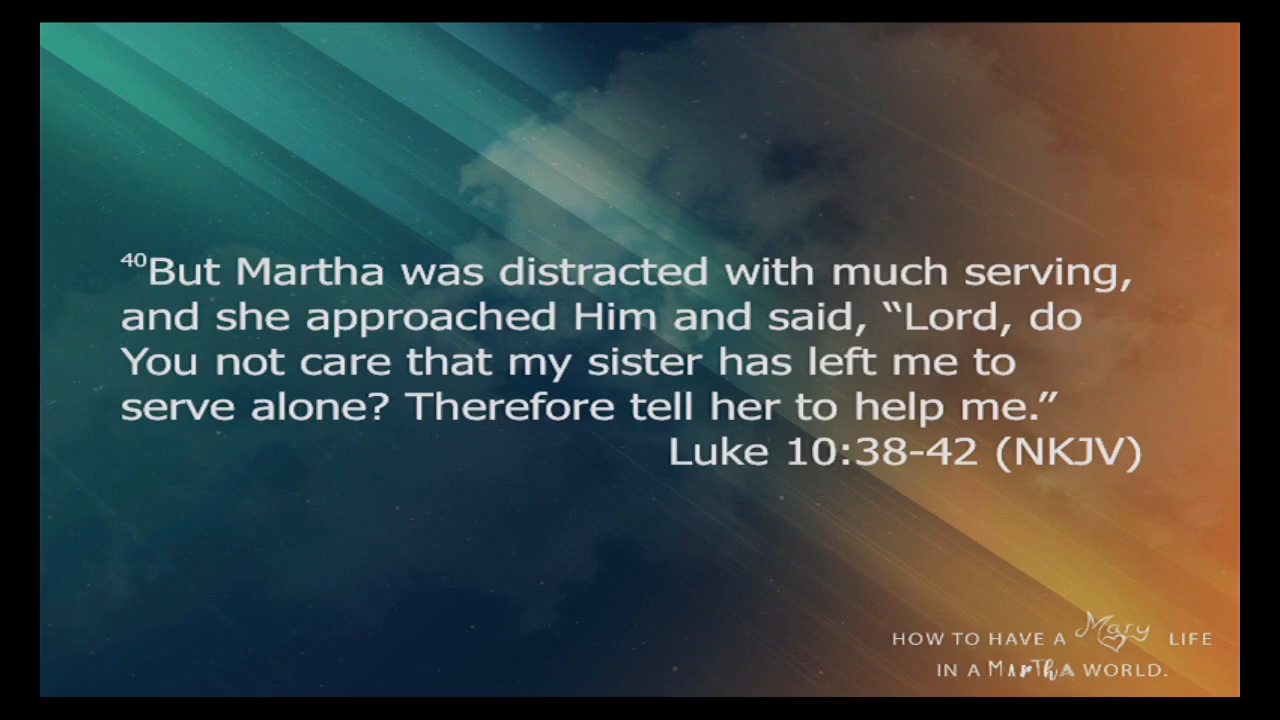 ⁴⁰But Martha was distracted with much serving,
and she approached Him and said, “Lord, do
You not care that my sister has left me to
serve alone? Therefore tell her to help me.”
Luke 10:38-42 (NKJV)
HOW TO HAVE A Mary LIFE
IN A MARTHA WORLD.